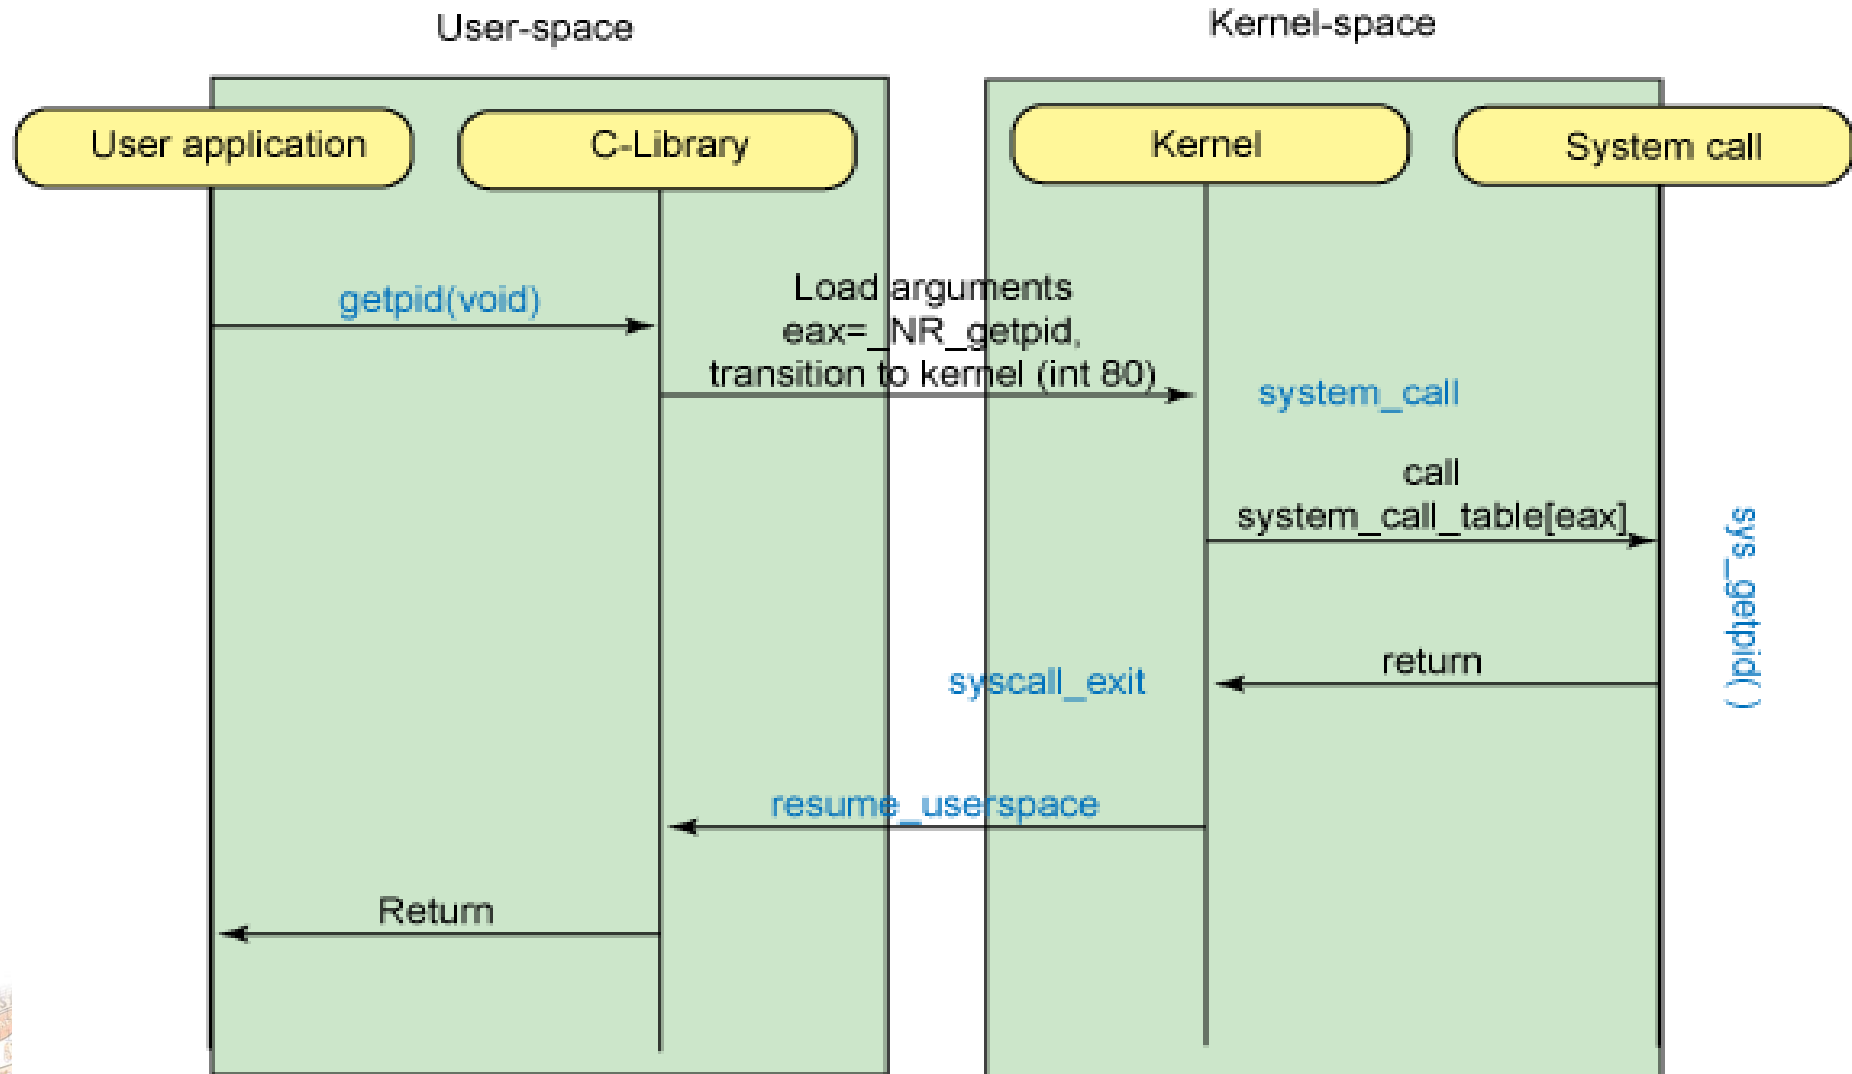 User-space
Kernel-space
User application
C-Library
Kernel
System call
getpid(void)
Load arguments
eax=_NR_getpid,
transition to kernel (int 80)
system_call
call
system_call_table[eax]
sys_getpid()
return
syscall_exit
resume_userspace
Return